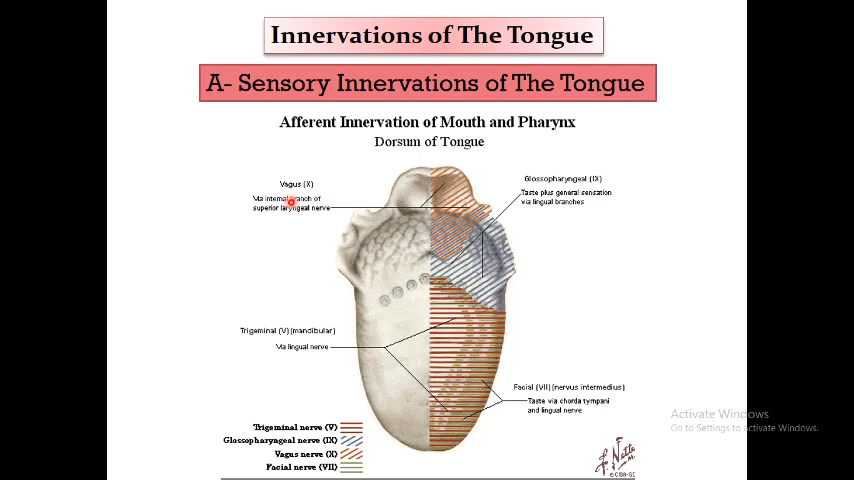 Innervations of The Tongue
A- Sensory Innervations of The Tongue
Afferent Innervation of Mouth and Pharynx
Dorsum of Tongue
Vagus (X)
Via internal branch of
superior laryngeal nerve
Glossopharyngeal (IX)
Taste plus general sensation
via lingual branches
Trigeminal (V)(mandibular)
Via lingual nerve
Facial (VII)(nervus intermedius)
Taste via chorda tympani
and lingual nerve
Trigeminal nerve (V)
Glossopharyngeal nerve (IX)
Vagus nerve (X)
Facial nerve (VII)
F. Netter
M.
© CIBA-GEIGY
Activate Windows
Go to Settings to activate Windows.